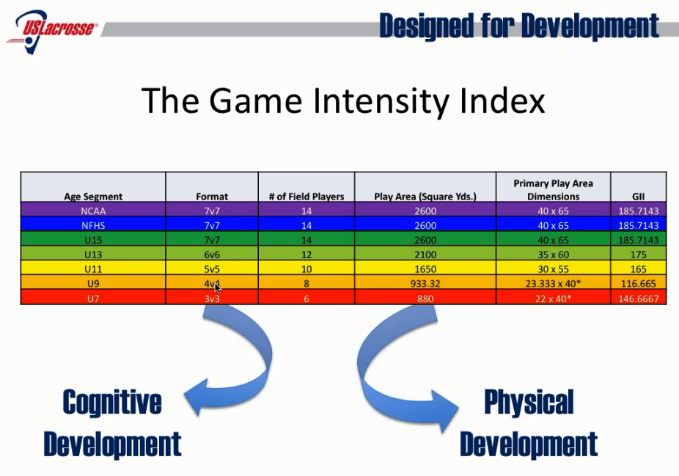 USLACROSSE
Designed for Development
The Game Intensity Index
Age Segment Format # of Field Players Play Area (Square Yds.) Primary Play Area Dimensions GII
NCAA 7v7 14 2600 40 x 65 185.7143
NFHS 7v7 14 2600 40 x 65 185.7143
U15 7v7 14 2600 40 x 65 185.7143
U13 6v6 12 2100 35 x 60 175
U11 5v5 10 1650 30 x 55 165
U9 4v4 8 933.32 23.333 x 40* 116.665
U7 3v3 6 880 22 x 40* 146.6667
Cognitive
Development
Physical
Development